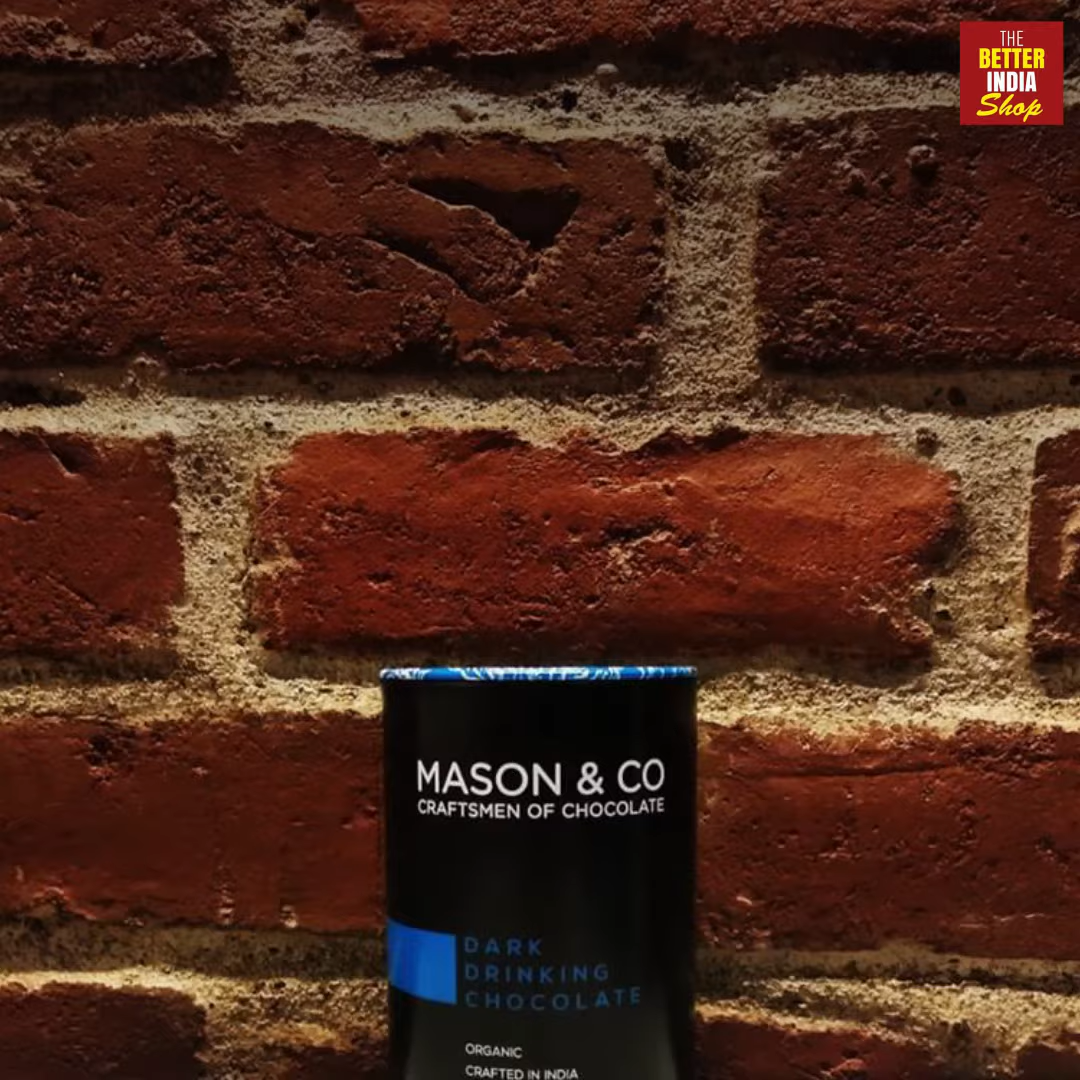 THE
BETTER
INDIA
Shop
MASON & CO
CRAFTSMEN OF CHOCOLATE
DARK
DRINKING
CHOCOLATE
ORGANIC
CRAFTED IN INDIA